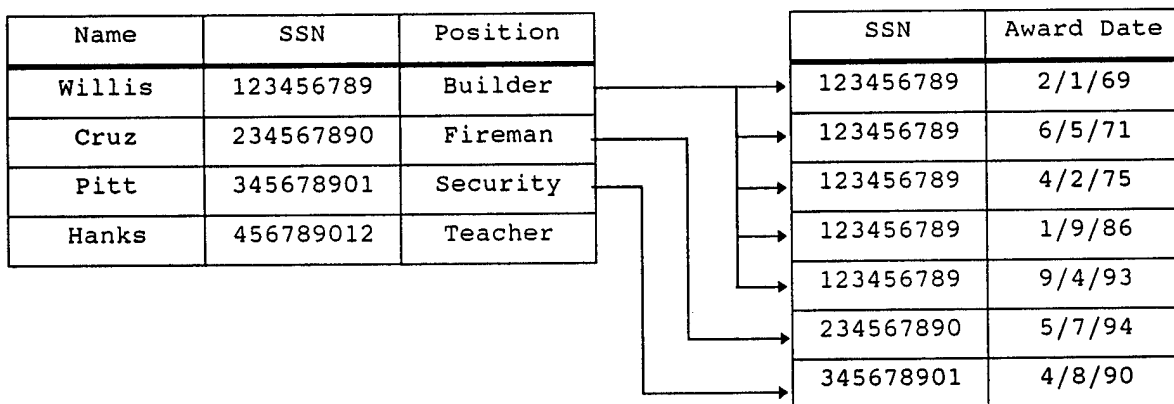 Name SSN Position
Willis 123456789 Builder
Cruz 234567890 Fireman
Pitt 345678901 Security
Hanks 456789012 Teacher
SSN Award Date
123456789 2/1/69
123456789 6/5/71
123456789 4/2/75
123456789 1/9/86
123456789 9/4/93
234567890 5/7/94
345678901 4/8/90